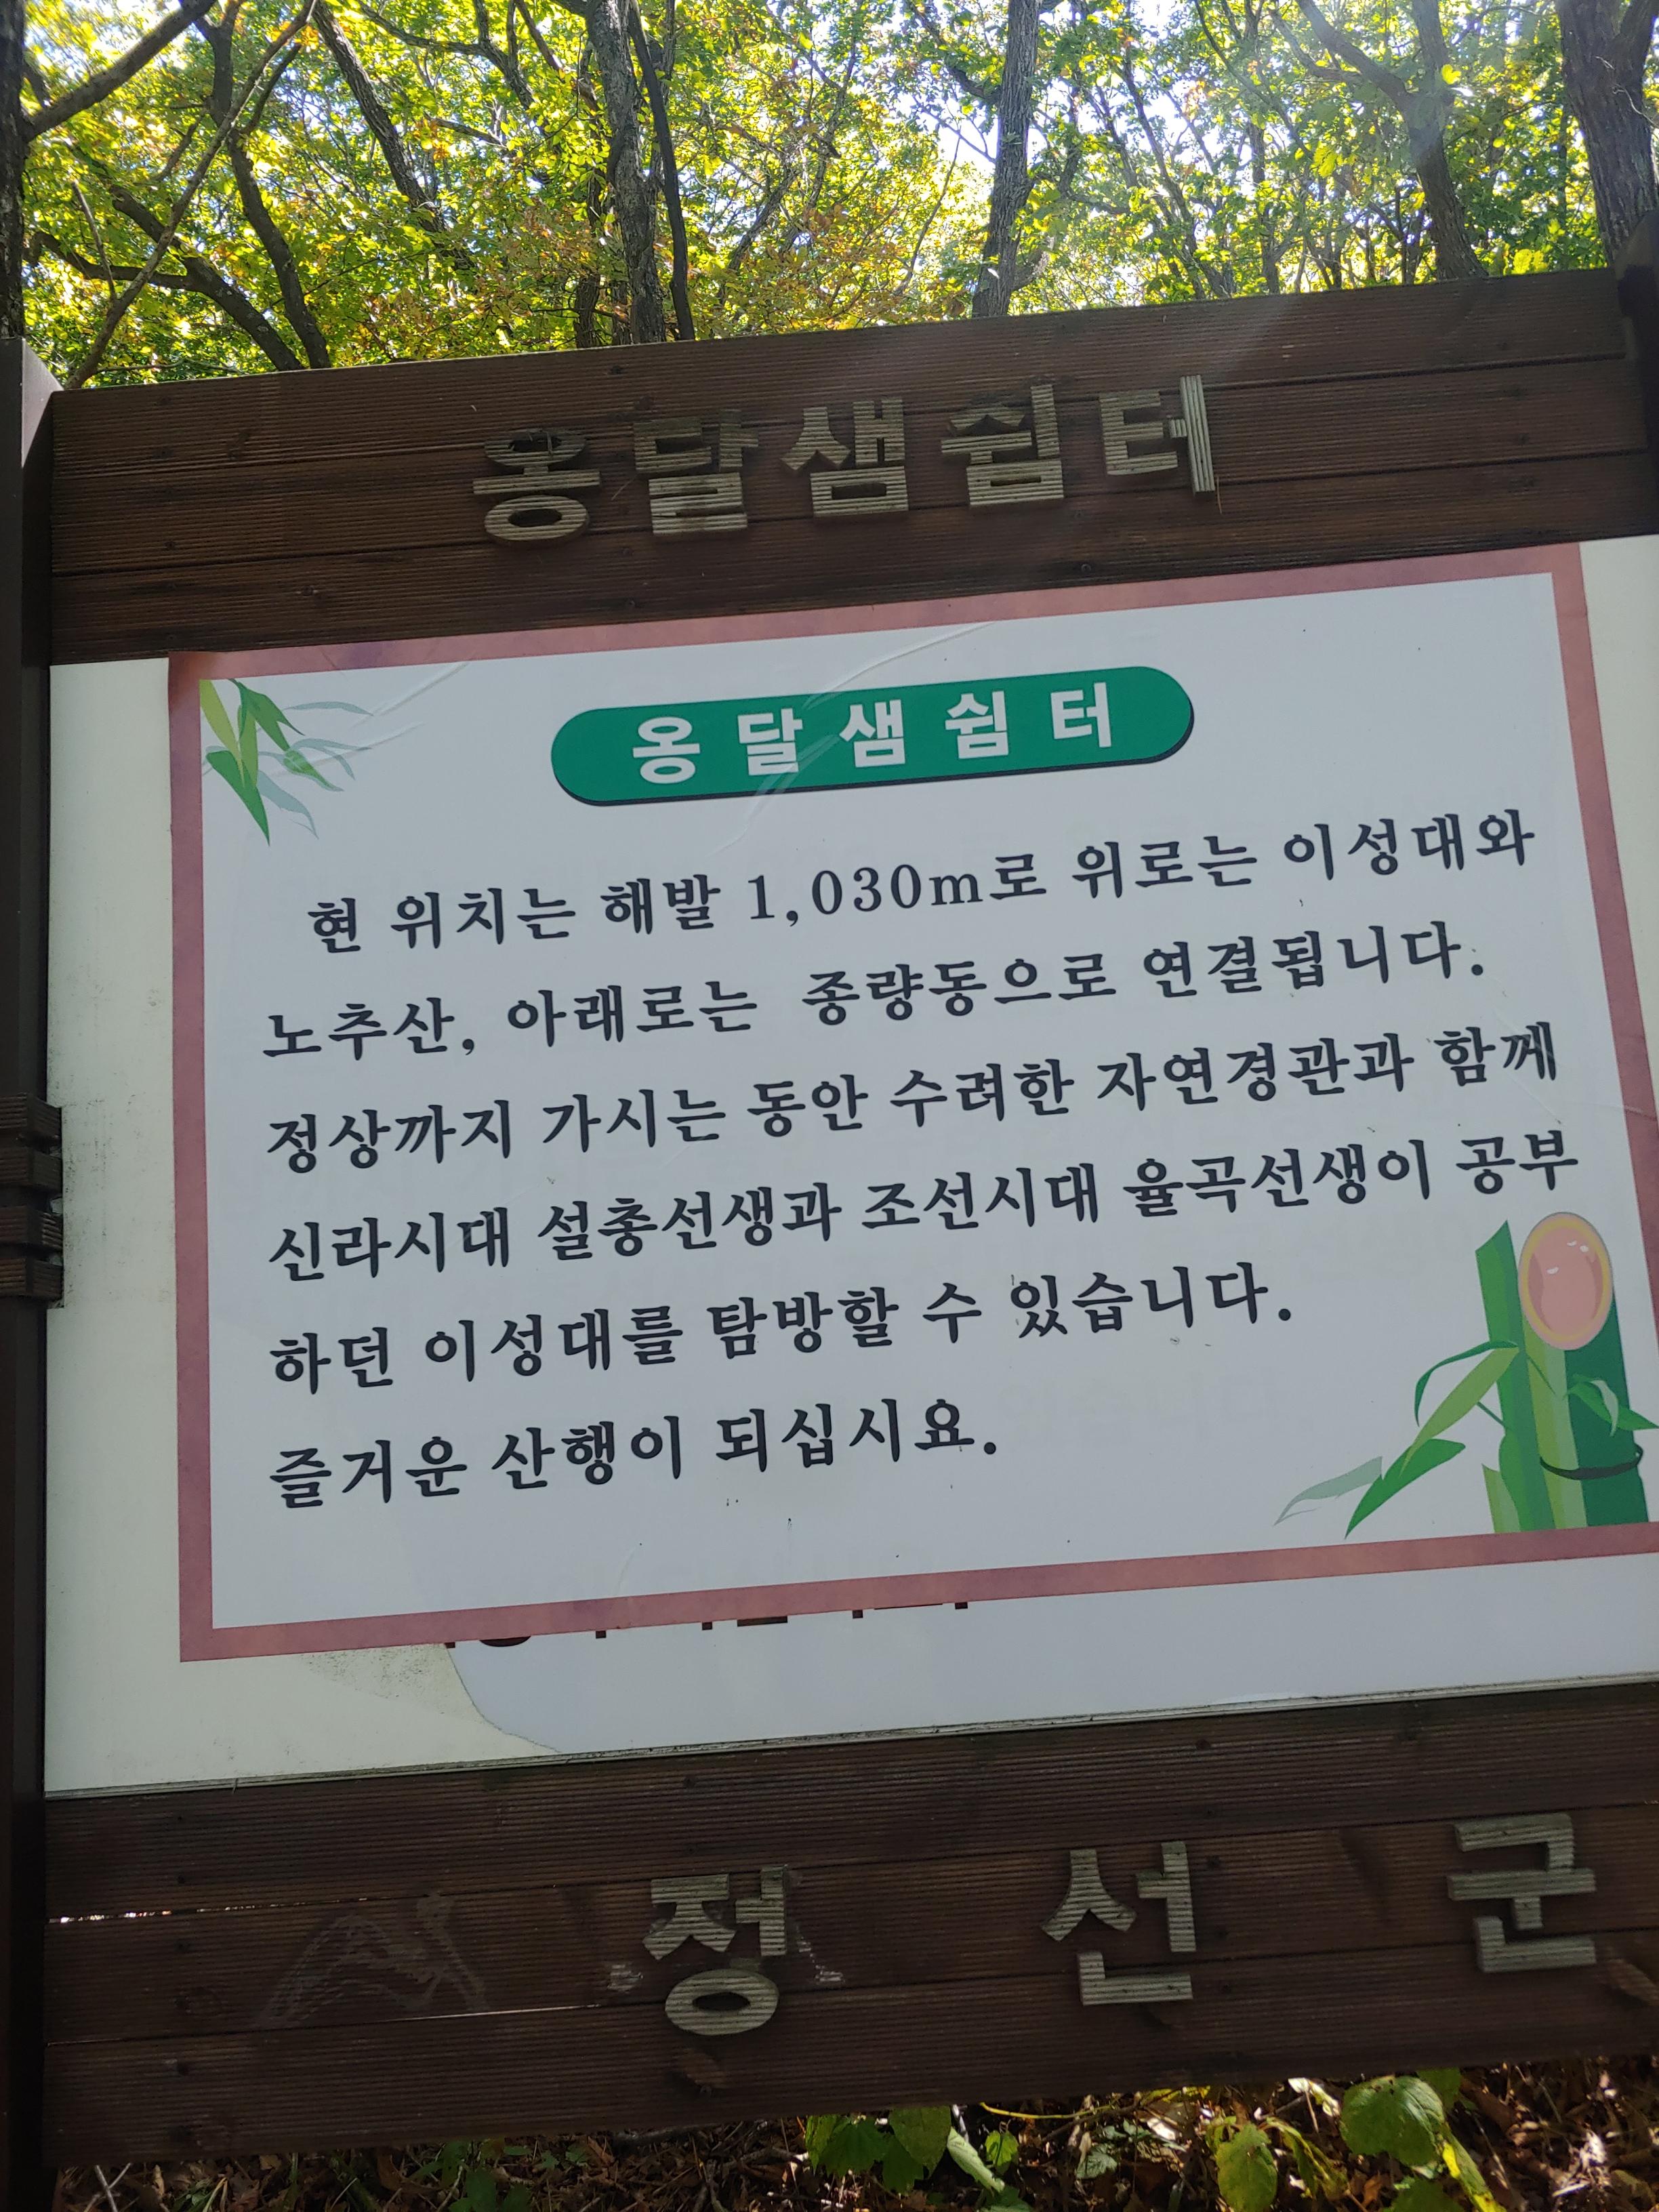 옹달샘쉼터
옹달샘쉼터
현 위치는 해발 1,030m로 위로는 이성대와
노추산, 아래로는 종량동으로 연결됩니다.
정상까지 가시는 동안 수려한 자연경관과 함께
신라시대 설총선생과 조선시대 율곡선생이 공부
하던 이성대를 탐방할 수 있습니다.
즐거운 산행이 되십시요.
정선군